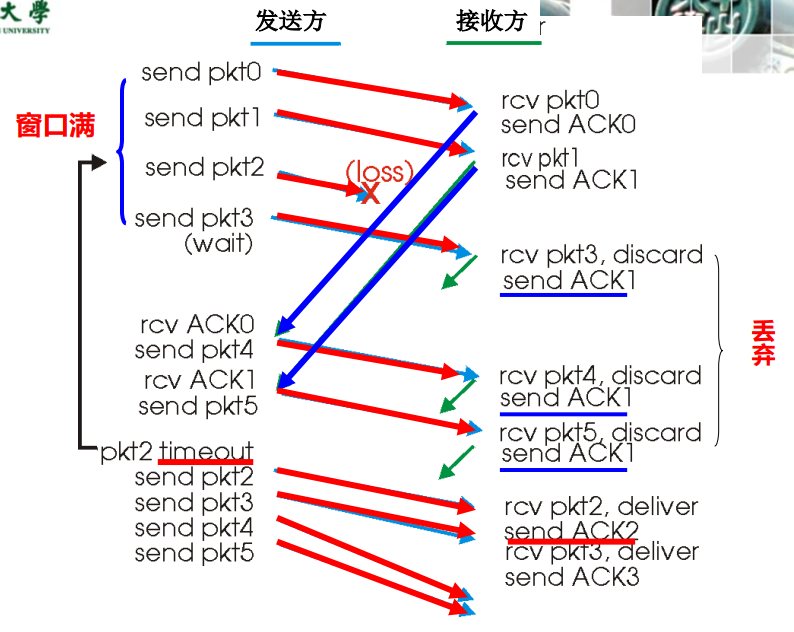 大學
UNIVERSITY
发送方
接收方
r
窗口满
send pkt0
send pkt1
send pkt2
(loss)
X
send pkt3
(wait)
rcv pkt0
send ACK0
rcv pkt1
send ACK1
rcv pkt3, discard
send ACK1
rcv ACK0
send pkt4
rcv ACK1
send pkt5
rcv pkt4, discard
send ACK1
rcv pkt5, discard
send ACK1
丢弃
pkt2 timeout
send pkt2
send pkt3
send pkt4
send pkt5
rcv pkt2, deliver
send ACK2
rcv pkt3, deliver
send ACK3